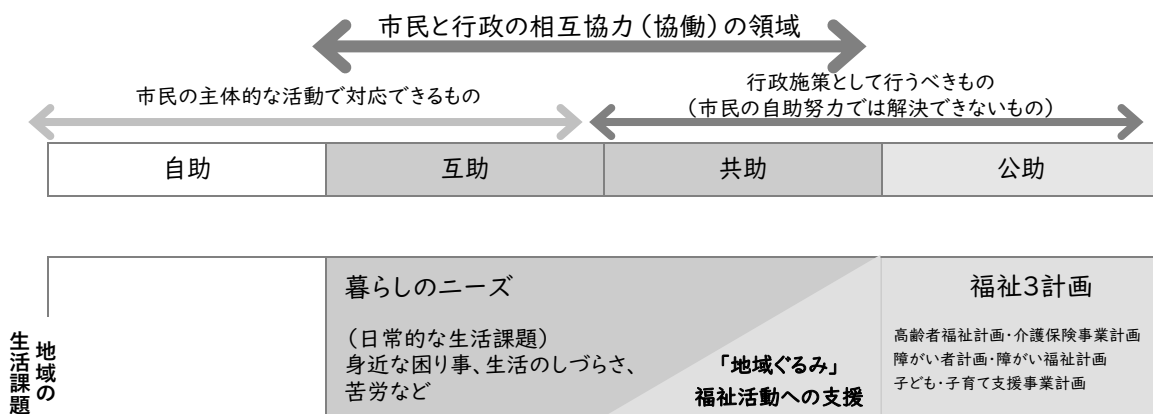 市民と行政の相互協力（協働）の領域
市民の主体的な活動で対応できるもの
行政施策として行うべきもの
（市民の自助努力では解決できないもの）
自助
互助
共助
公助
地域の
生活課題
暮らしのニーズ
（日常的な生活課題）
身近な困り事、生活のしづらさ、
苦労など
「地域ぐるみ」
福祉活動への支援
福祉3計画
高齢者福祉計画・介護保険事業計画
障がい者計画・障がい福祉計画
子ども・子育て支援事業計画